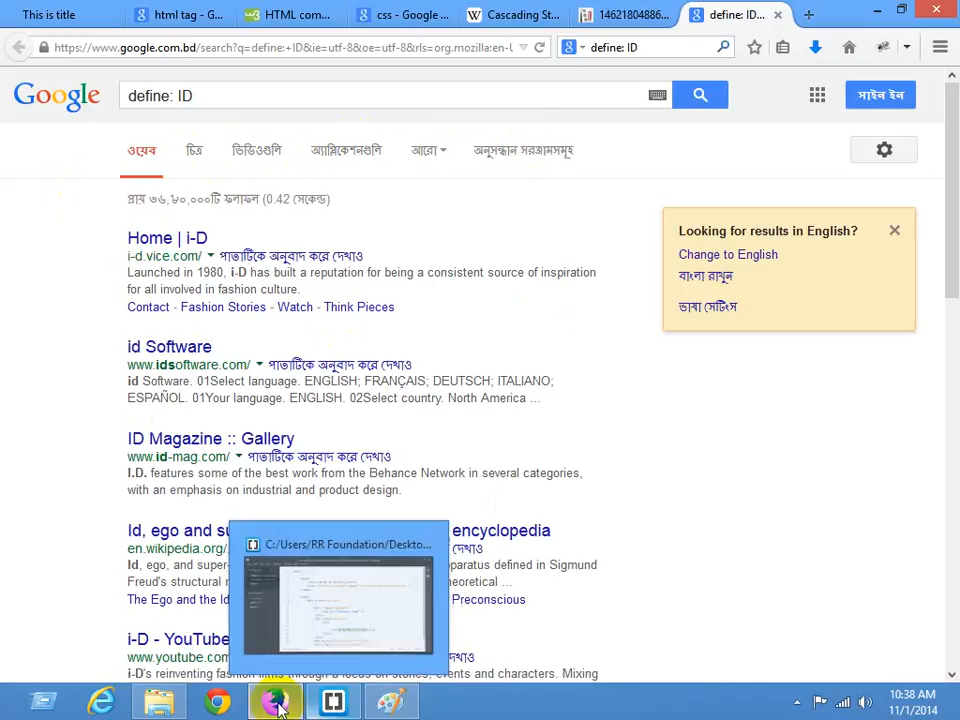 This is title
html tag - G...
HTML com...
css - Google ...
Cascading St...
14621804886...
define: ID...
https://www.google.com.bd/search?q=define:+ID&ie=utf-8&oe=utf-8&rls=org.mozilla:en-U
define: ID
Google
define: ID
সাইন ইন
ওয়েব চিত্র ভিডিওগুলি অ্যাপ্লিকেশনগুলি আরো অনুসন্ধান সরঞ্জামসমূহ
প্রায় ৩৬,৮০,০০০টি ফলাফল (0.42 সেকেন্ড)
Looking for results in English?
Change to English
বাংলা রাখুন
ভাষা সেটিংস
Home | i-D
i-d.vice.com/ পাতাটিকে অনুবাদ করে দেখাও
Launched in 1980, i-D has built a reputation for being a consistent source of inspiration
for all involved in fashion culture.
Contact - Fashion Stories - Watch - Think Pieces
id Software
www.idsoftware.com/ পাতাটিকে অনুবাদ করে দেখাও
id Software. 01Select language. ENGLISH; FRANÇAIS; DEUTSCH; ITALIANO;
ESPAÑOL. 01Your language. ENGLISH. 02Select country. North America ...
ID Magazine :: Gallery
www.id-mag.com/ পাতাটিকে অনুবাদ করে দেখাও
I.D. features some of the best work from the Behance Network in several categories,
with an emphasis on industrial and product design.
Id, ego and su encyclopedia
en.wikipedia.org/ দেখাও
Id, ego, and super- paratus defined in Sigmund
Freud's structural eoretical ...
The Ego and the Id Preconscious
C:/Users/RR Foundation/Deskto...
i-D - YouTube
www.youtube.com
i-D's reinventing fashion films through a focus on stories, events and characters. Mixing
10:38 AM
11/1/2014